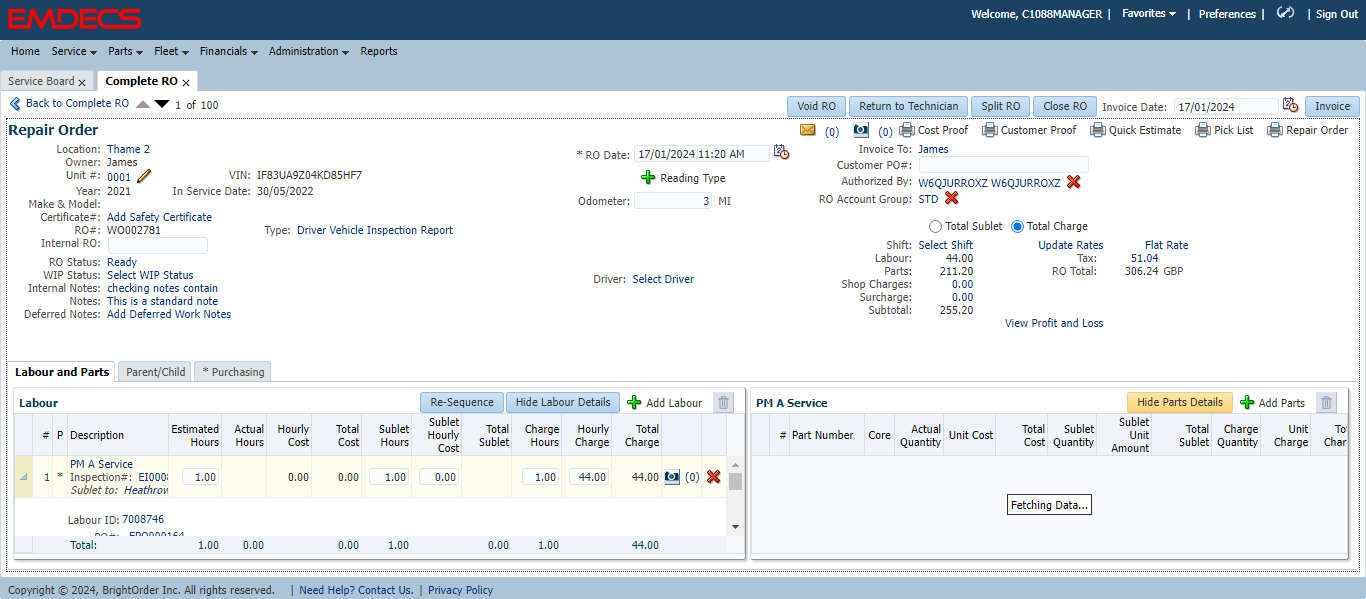 EMDECS
Welcome, C1088MANAGER | Favorites | Preferences | | Sign Out
Home Service Parts Fleet Financials Administration Reports
Service Board x Complete RO x
Back to Complete RO 1 of 100 Void RO Return to Technician Split RO Close RO Invoice Date: 17/01/2024 Invoice
Repair Order (0) (0) Cost Proof Customer Proof Quick Estimate Pick List Repair Order
Location: Thame 2 * RO Date: 17/01/2024 11:20 AM Invoice To: James
Owner: James Customer PO#:
Unit #: 0001 VIN: IF83UA9Z04KD85HF7 Reading Type Authorized By: W6QJURROXZ W6QJURROXZ
Year: 2021 In Service Date: 30/05/2022 Odometer: 3 MI RO Account Group: STD
Make & Model:
Certificate#: Add Safety Certificate
RO#: WO002781 Type: Driver Vehicle Inspection Report Total Sublet Total Charge
Internal RO: Shift: Select Shift Update Rates Flat Rate
RO Status: Ready Labour: 44.00 Tax: 51.04
WIP Status: Select WIP Status Driver: Select Driver Parts: 211.20 RO Total: 306.24 GBP
Internal Notes: checking notes contain Shop Charges: 0.00
Notes: This is a standard note Surcharge: 0.00
Deferred Notes: Add Deferred Work Notes Subtotal: 255.20
View Profit and Loss
Labour and Parts Parent/Child * Purchasing
Labour Re-Sequence Hide Labour Details Add Labour
# P Description Estimated Hours Actual Hours Hourly Cost Total Cost Sublet Hours Sublet Hourly Cost Total Sublet Charge Hours Hourly Charge Total Charge
1 * PM A Service
Inspection#: EI0008 1.00 0.00 0.00 1.00 0.00 1.00 44.00 44.00 (0)
Sublet to: Heathrow
Labour ID: 7008746
PO#: EPO000164
Total: 1.00 0.00 0.00 1.00 0.00 1.00 44.00
PM A Service Hide Parts Details Add Parts
# Part Number Core Actual Quantity Unit Cost Total Cost Sublet Quantity Sublet Unit Amount Total Sublet Charge Quantity Unit Charge Tot Char
Fetching Data...
Copyright © 2024, BrightOrder Inc. All rights reserved. | Need Help? Contact Us. | Privacy Policy